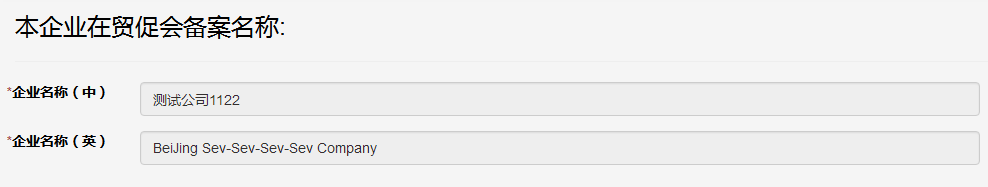 本企业在贸促会备案名称:
*企业名称（中）
测试公司1122
*企业名称（英）
BeiJing Sev-Sev-Sev-Sev Company